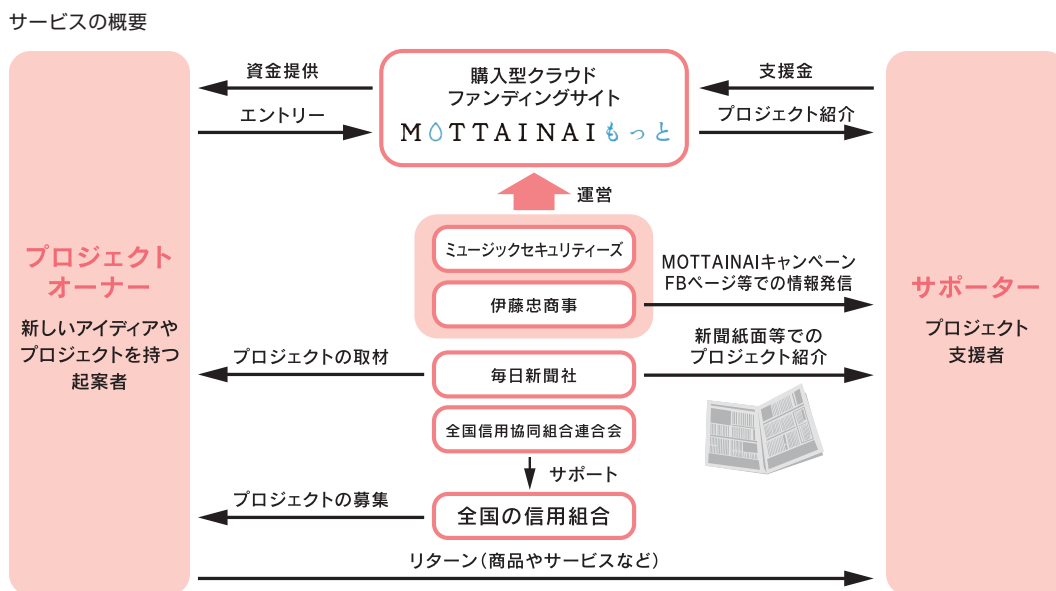 サービスの概要
資金提供
エントリー
購入型クラウド
ファンディングサイト
MOTTAINAIもっと
支援金
プロジェクト紹介
運営
プロジェクト
オーナー
新しいアイディアや
プロジェクトを持つ
起案者
ミュージックセキュリティーズ
伊藤忠商事
MOTTAINAIキャンペーン
FBページ等での情報発信
サポーター
プロジェクト
支援者
プロジェクトの取材
毎日新聞社
新聞紙面等での
プロジェクト紹介
全国信用協同組合連合会
サポート
プロジェクトの募集
全国の信用組合
リターン(商品やサービスなど)